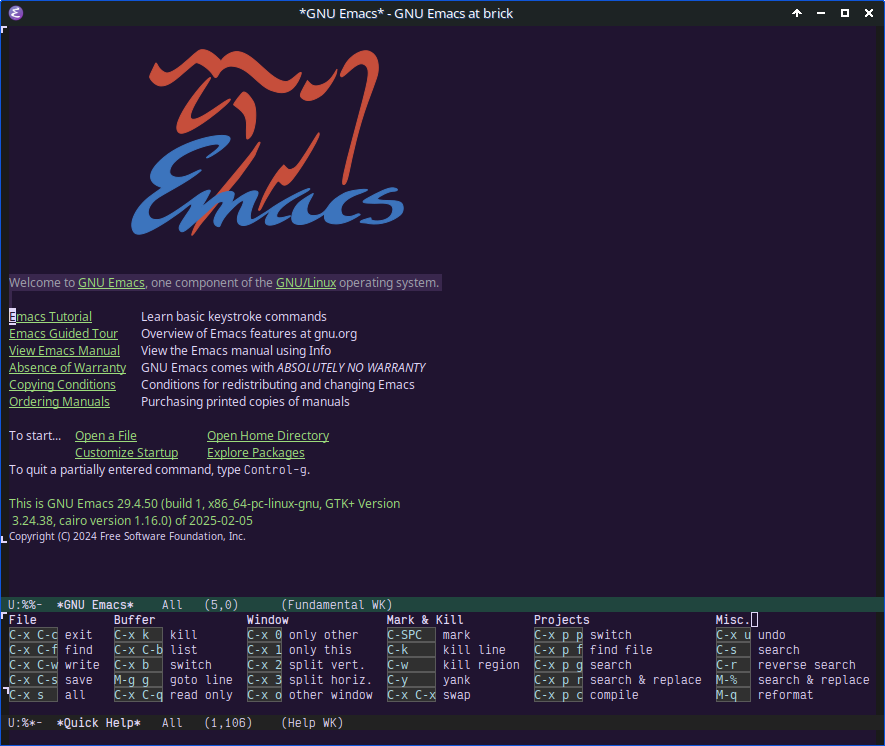 *GNU Emacs* - GNU Emacs at brick
Emacs
Welcome to GNU Emacs, one component of the GNU/Linux operating system.
Emacs Tutorial Learn basic keystroke commands
Emacs Guided Tour Overview of Emacs features at gnu.org
View Emacs Manual View the Emacs manual using Info
Absence of Warranty GNU Emacs comes with ABSOLUTELY NO WARRANTY
Copying Conditions Conditions for redistributing and changing Emacs
Ordering Manuals Purchasing printed copies of manuals
To start... Open a File Open Home Directory
Customize Startup Explore Packages
To quit a partially entered command, type Control-g.
This is GNU Emacs 29.4.50 (build 1, x86_64-pc-linux-gnu, GTK+ Version
3.24.38, cairo version 1.16.0) of 2025-02-05
Copyright (C) 2024 Free Software Foundation, Inc.
U:%%- *GNU Emacs* All (5,0) (Fundamental WK)
File Buffer Window Mark & Kill Projects Misc.
C-x C-c exit C-x k kill C-x 0 only other C-SPC mark C-x p p switch C-x u undo
C-x C-f find C-x C-b list C-x 1 only this C-k kill line C-x p f find file C-s search
C-x C-w write C-x b switch C-x 2 split vert. C-w kill region C-x p g search C-r reverse search
C-x C-s save M-g g goto line C-x 3 split horiz. C-y yank C-x p r search & replace M-% search & replace
C-x s all C-x C-q read only C-x o other window C-x C-x swap C-x p c compile M-q reformat
U:%*- *Quick Help* All (1,106) (Help WK)